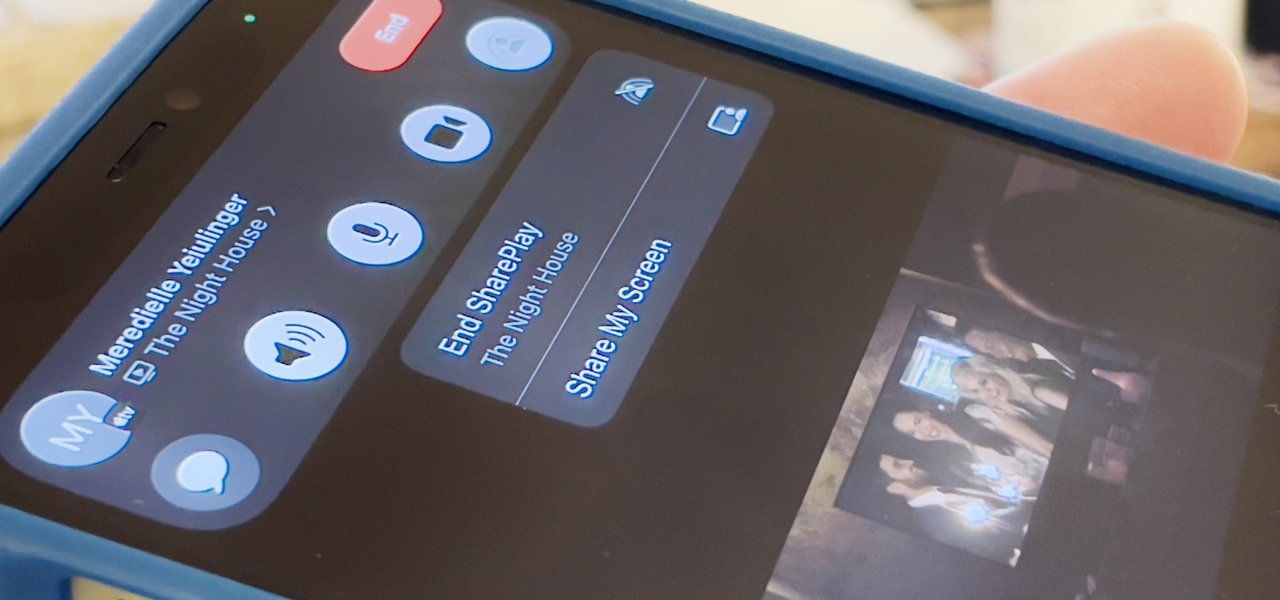 MY
tv
Meredielle Yeiulinger
The Night House >
End
End SharePlay
The Night House
Share My Screen